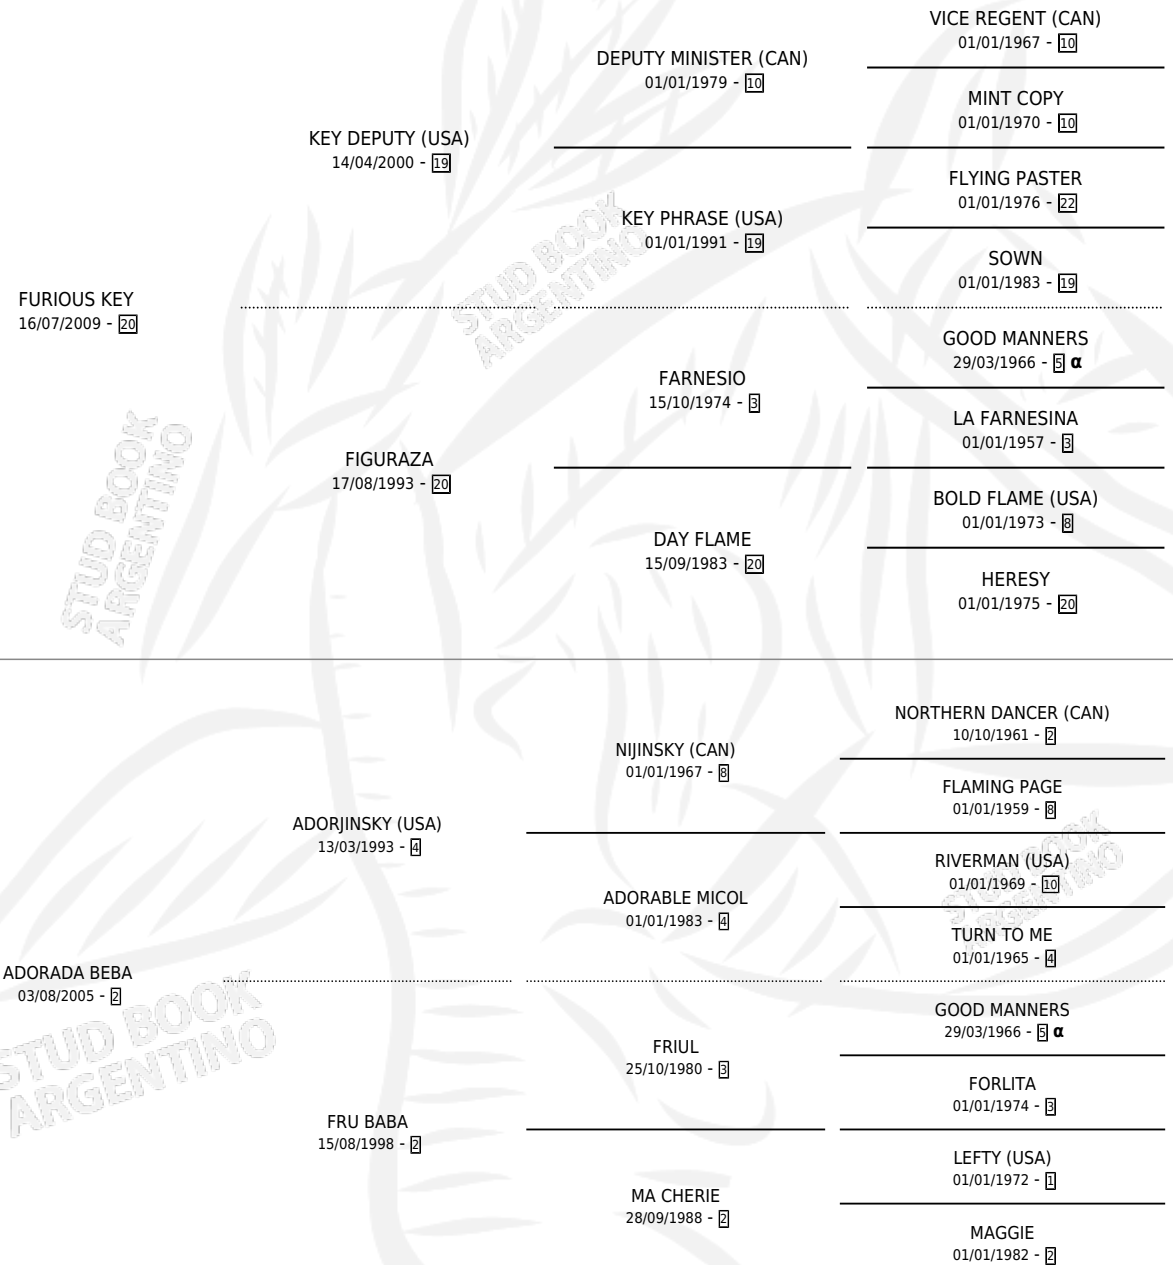 VICE REGENT (CAN)
01/01/1967 - 10
DEPUTY MINISTER (CAN)
01/01/1979 - 10
MINT COPY
01/01/1970 - 10
KEY DEPUTY (USA)
14/04/2000 - 19
FLYING PASTER
01/01/1976 - 22
KEY PHRASE (USA)
01/01/1991 - 19
SOWN
01/01/1983 - 19
FURIOUS KEY
16/07/2009 - 20
GOOD MANNERS
29/03/1966 - 5 α
FARNESIO
15/10/1974 - 3
LA FARNESINA
01/01/1957 - 3
FIGURAZA
17/08/1993 - 20
BOLD FLAME (USA)
01/01/1973 - 8
DAY FLAME
15/09/1983 - 20
HERESY
01/01/1975 - 20
NORTHERN DANCER (CAN)
10/10/1961 - 2
NIJINSKY (CAN)
01/01/1967 - 8
FLAMING PAGE
01/01/1959 - 8
ADORJINSKY (USA)
13/03/1993 - 4
RIVERMAN (USA)
01/01/1969 - 10
ADORABLE MICOL
01/01/1983 - 4
TURN TO ME
01/01/1965 - 4
ADORADA BEBA
03/08/2005 - 2
GOOD MANNERS
29/03/1966 - 5 α
FRIUL
25/10/1980 - 3
FORLITA
01/01/1974 - 3
FRU BABA
15/08/1998 - 2
LEFTY (USA)
01/01/1972 - 1
MA CHERIE
28/09/1988 - 2
MAGGIE
01/01/1982 - 2
STUD BOOK
ARGENTINO
STUD BOOK
ARGENTINO
STUD BOOK
ARGENTINO
STUD BOOK
ARGENTINO